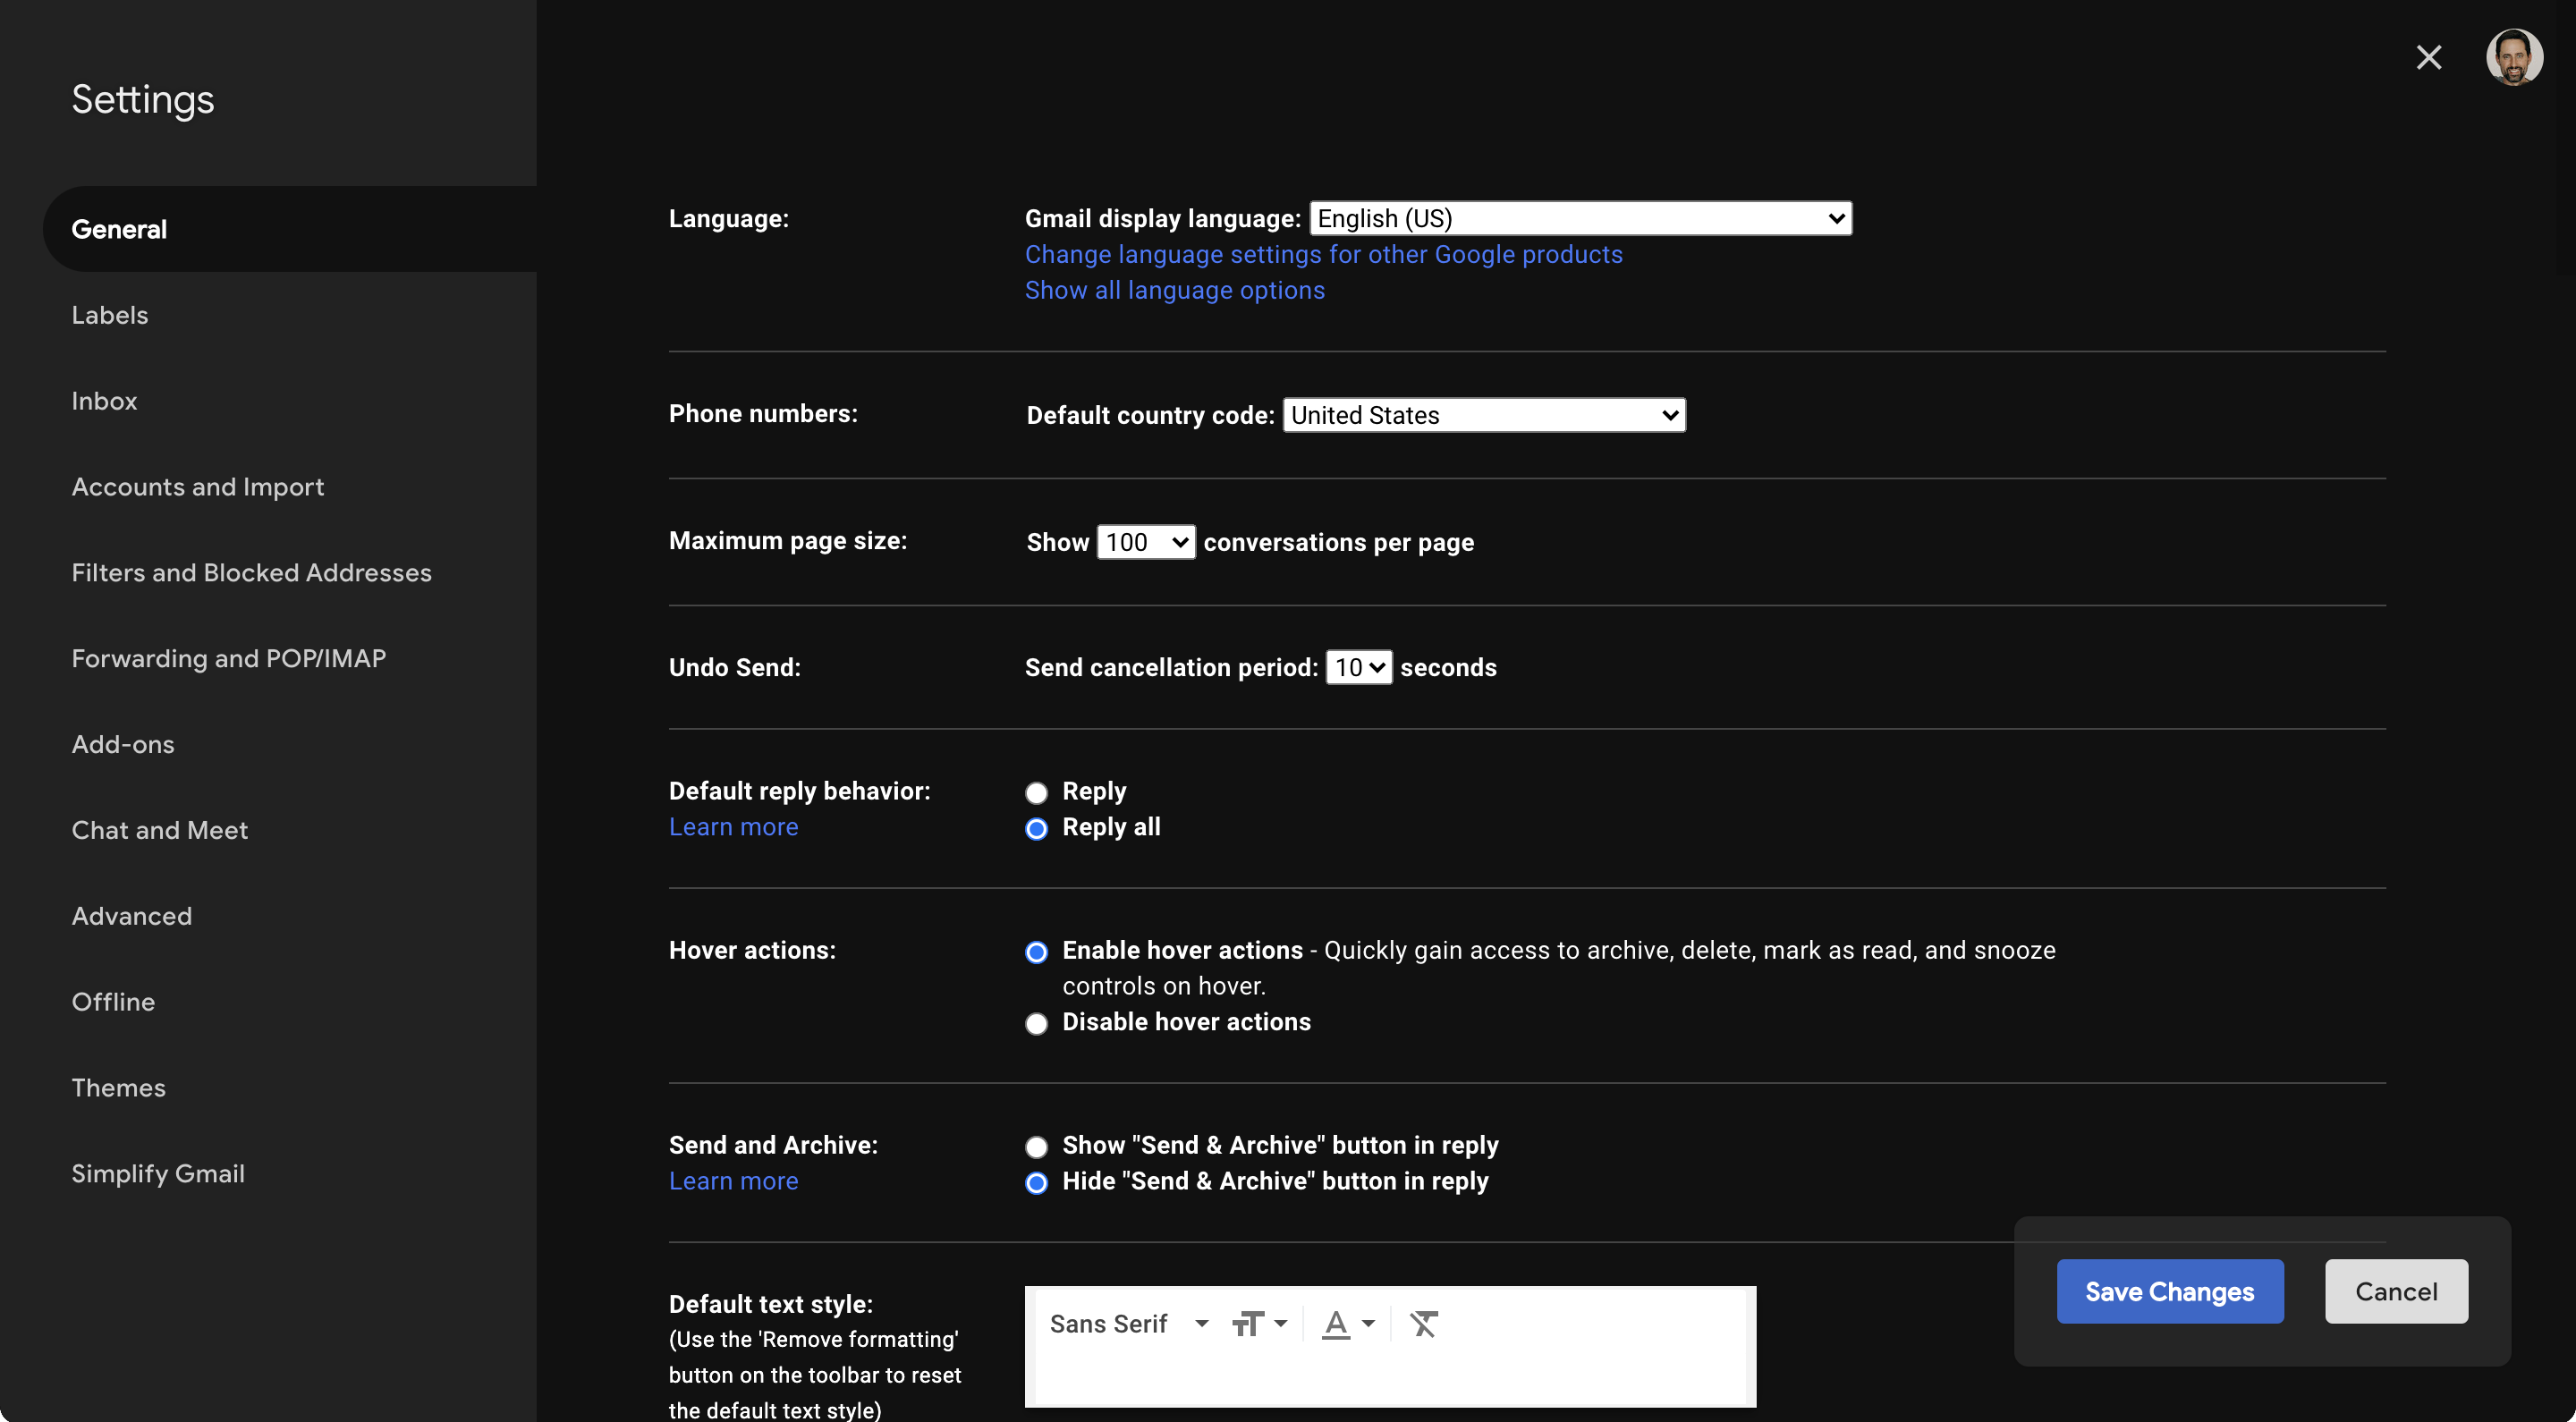 Settings
General
Labels
Inbox
Accounts and Import
Filters and Blocked Addresses
Forwarding and POP/IMAP
Add-ons
Chat and Meet
Advanced
Offline
Themes
Simplify Gmail
Language:
Gmail display language: English (US)
Change language settings for other Google products
Show all language options
Phone numbers:
Default country code: United States
Maximum page size:
Show 100 conversations per page
Undo Send:
Send cancellation period: 10 seconds
Default reply behavior:
Learn more
Reply
Reply all
Hover actions:
Enable hover actions - Quickly gain access to archive, delete, mark as read, and snooze
controls on hover.
Disable hover actions
Send and Archive:
Learn more
Show "Send & Archive" button in reply
Hide "Send & Archive" button in reply
Default text style:
(Use the 'Remove formatting'
button on the toolbar to reset
the default text style)
Sans Serif
Save Changes
Cancel